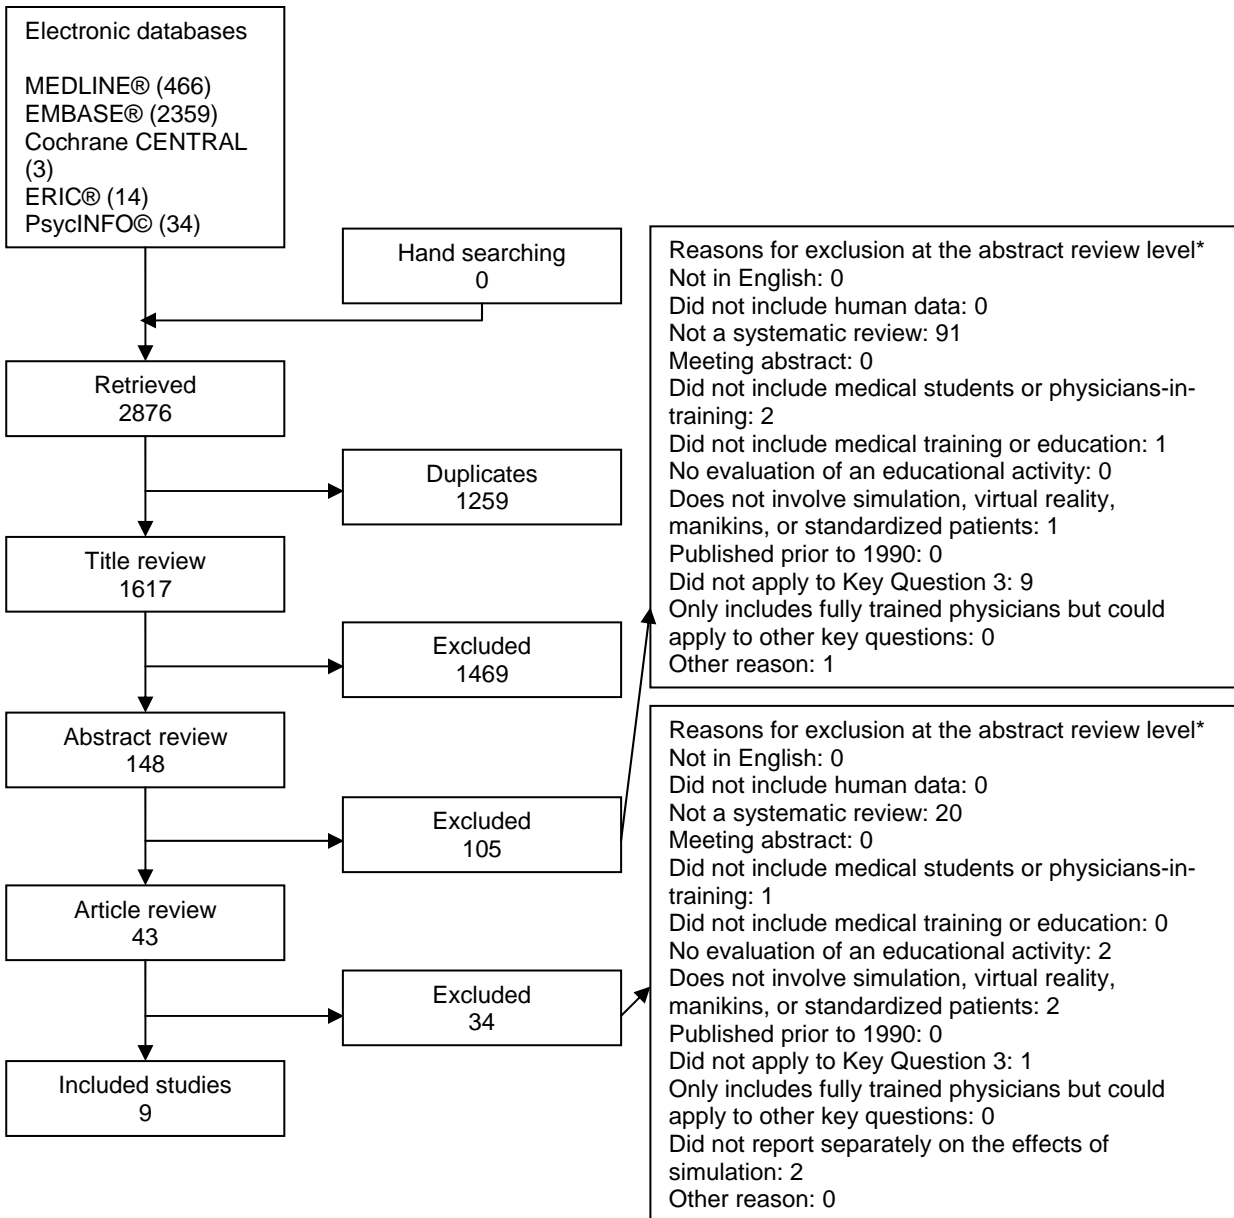 Electronic databases
MEDLINE® (466)
EMBASE® (2359)
Cochrane CENTRAL
(3)
ERIC® (14)
PsycINFO© (34)
Hand searching
0
Retrieved
2876
Duplicates
1259
Title review
1617
Excluded
1469
Abstract review
148
Excluded
105
Article review
43
Excluded
34
Included studies
9
Reasons for exclusion at the abstract review level*
Not in English: 0
Did not include human data: 0
Not a systematic review: 91
Meeting abstract: 0
Did not include medical students or physicians-in-
training: 2
Did not include medical training or education: 1
No evaluation of an educational activity: 0
Does not involve simulation, virtual reality,
manikins, or standardized patients: 1
Published prior to 1990: 0
Did not apply to Key Question 3: 9
Only includes fully trained physicians but could
apply to other key questions: 0
Other reason: 1
Reasons for exclusion at the abstract review level*
Not in English: 0
Did not include human data: 0
Not a systematic review: 20
Meeting abstract: 0
Did not include medical students or physicians-in-
training: 1
Did not include medical training or education: 0
No evaluation of an educational activity: 2
Does not involve simulation, virtual reality,
manikins, or standardized patients: 2
Published prior to 1990: 0
Did not apply to Key Question 3: 1
Only includes fully trained physicians but could
apply to other key questions: 0
Did not report separately on the effects of
simulation: 2
Other reason: 0